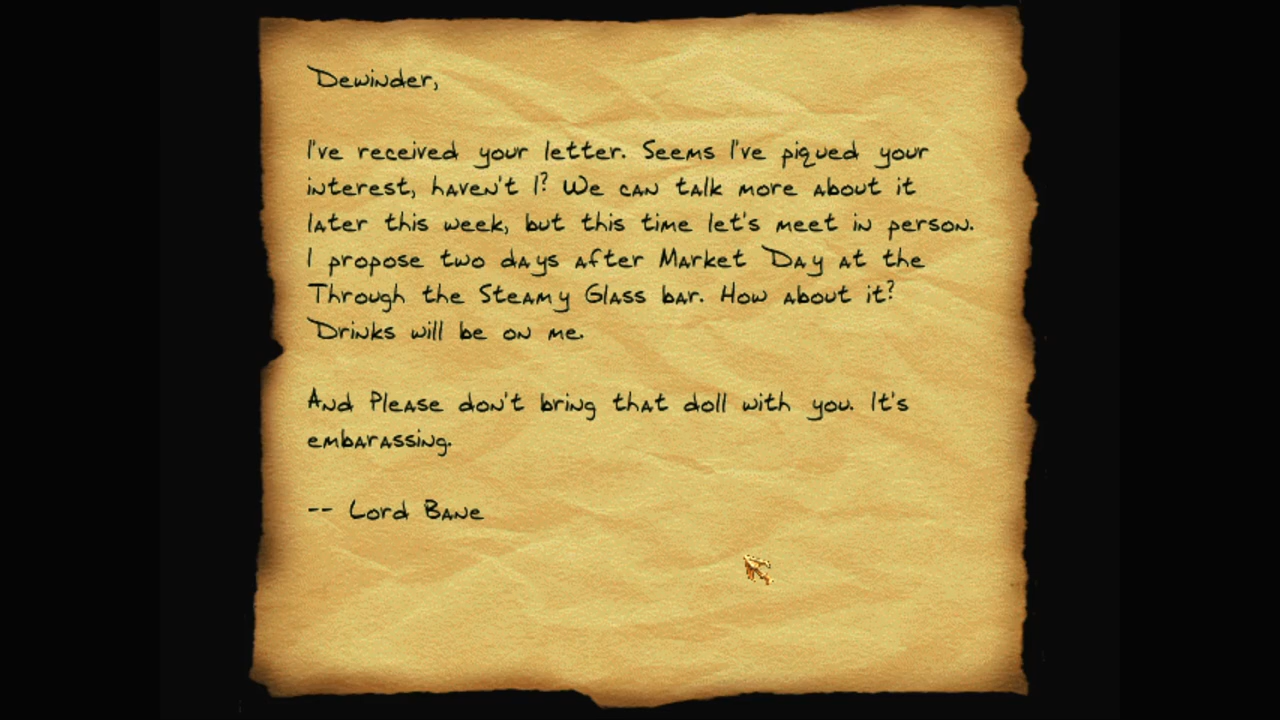 Dewinder,
I've received your letter. Seems I've piqued your
interest, haven't I? We can talk more about it
later this week, but this time let's meet in person.
I propose two days after Market Day at the
Through the Steamy Glass bar. How about it?
Drinks will be on me.
And Please don't bring that doll with you. It's
embarassing.
-- Lord Bane